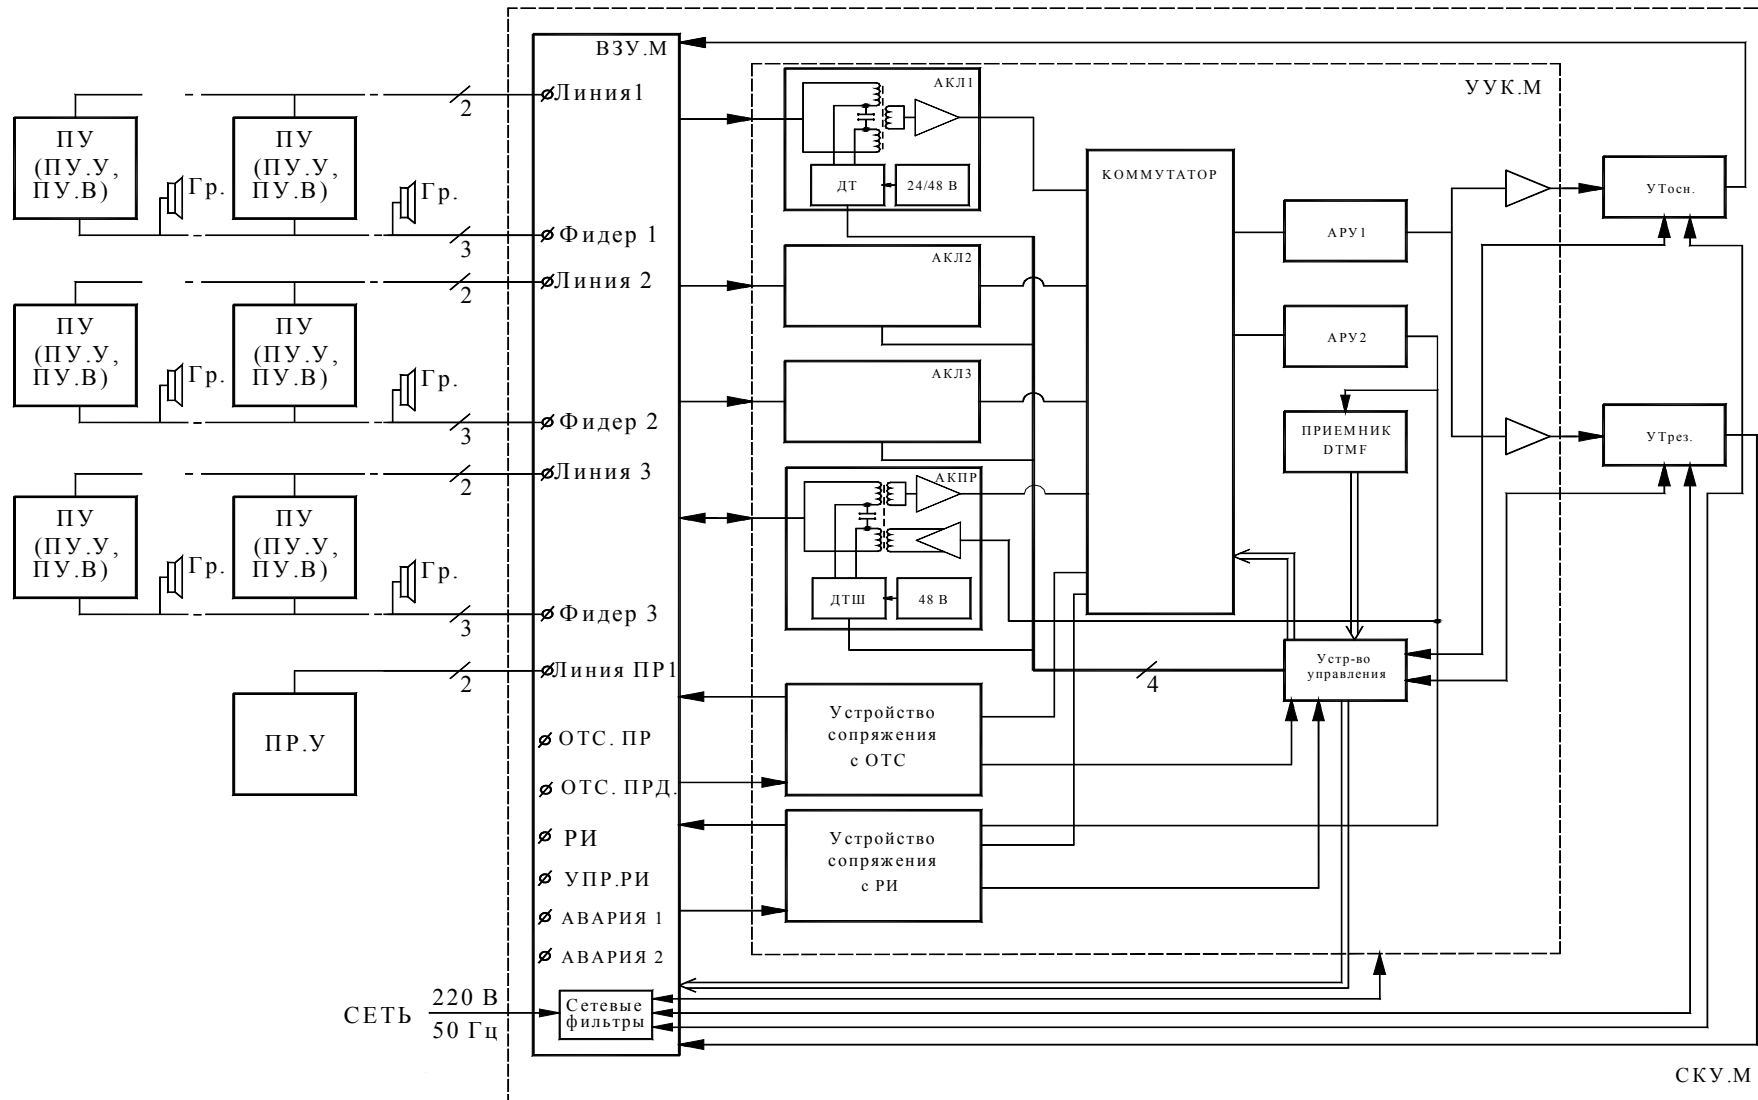 ВЗУ.М
УУК.М
СКУ.М
Линия1
2
ПУ
(ПУ.У,
ПУ.В)
Гр.
ПУ
(ПУ.У,
ПУ.В)
Гр.
Фидер 1
3
Линия 2
2
ПУ
(ПУ.У,
ПУ.В)
Гр.
ПУ
(ПУ.У,
ПУ.В)
Гр.
Фидер 2
3
Линия 3
2
ПУ
(ПУ.У,
ПУ.В)
Гр.
ПУ
(ПУ.У,
ПУ.В)
Гр.
Фидер 3
3
Линия ПР1
2
ПР.У
ОТС. ПР
ОТС. ПРД.
РИ
УПР.РИ
АВАРИЯ 1
АВАРИЯ 2
СЕТЬ
220 В
50 Гц
Сетевые
фильтры
АКЛ1
ДТ
24/48 В
АКЛ2
АКЛ3
АКПР
ДТШ
48 В
Устройство
сопряжения
с ОТС
Устройство
сопряжения
с РИ
КОММУТАТОР
АРУ1
АРУ2
ПРИЕМНИК
DTMF
Устр-во
управления
4
УТосн.
УТрез.